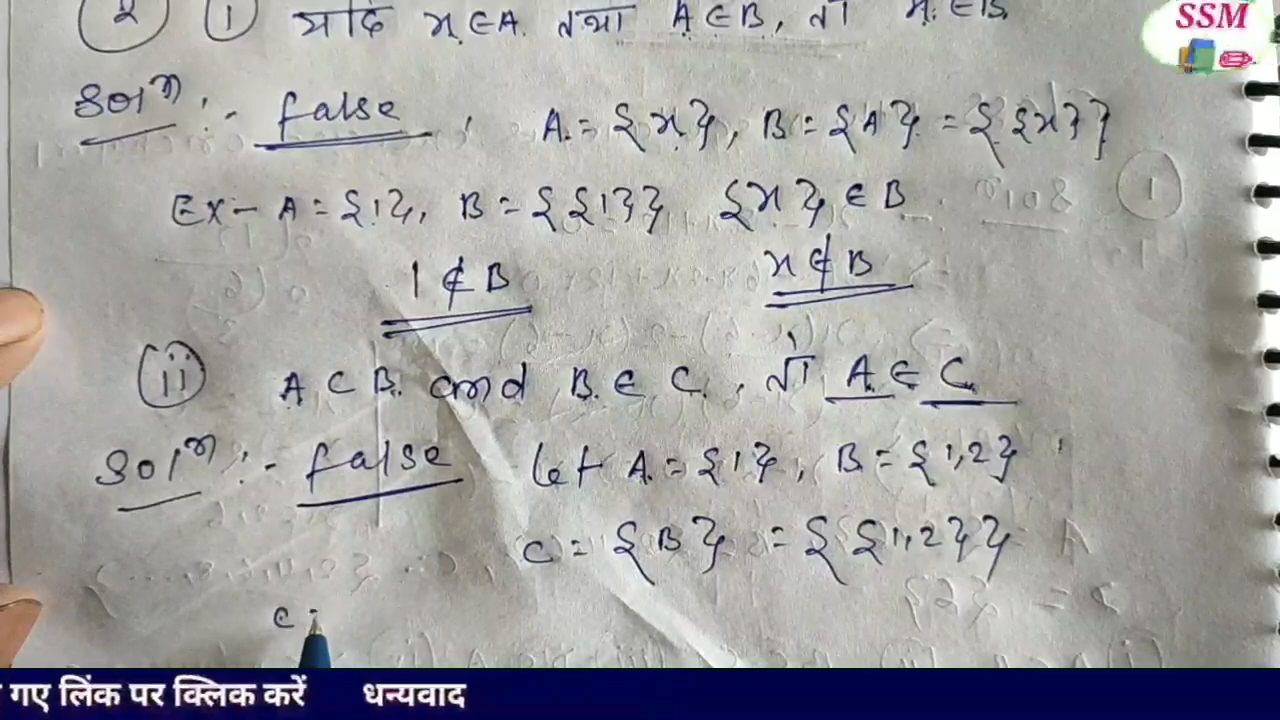 2 (i) यदि x ∈ A तथा A ∈ B, तो x ∈ B.
SSM
Solⁿ :- false, A = {x}, B = {A} = {{x}}
Ex- A = {1}, B = {{1}} {x} ∈ B
1 ∉ B x ∉ B
(ii) A ⊂ B and B ∈ C, तो A ∈ C
Solⁿ :- false let A = {1}, B = {1,2}
C = {B} = {{1,2}}
C
गए लिंक पर क्लिक करें धन्यवाद